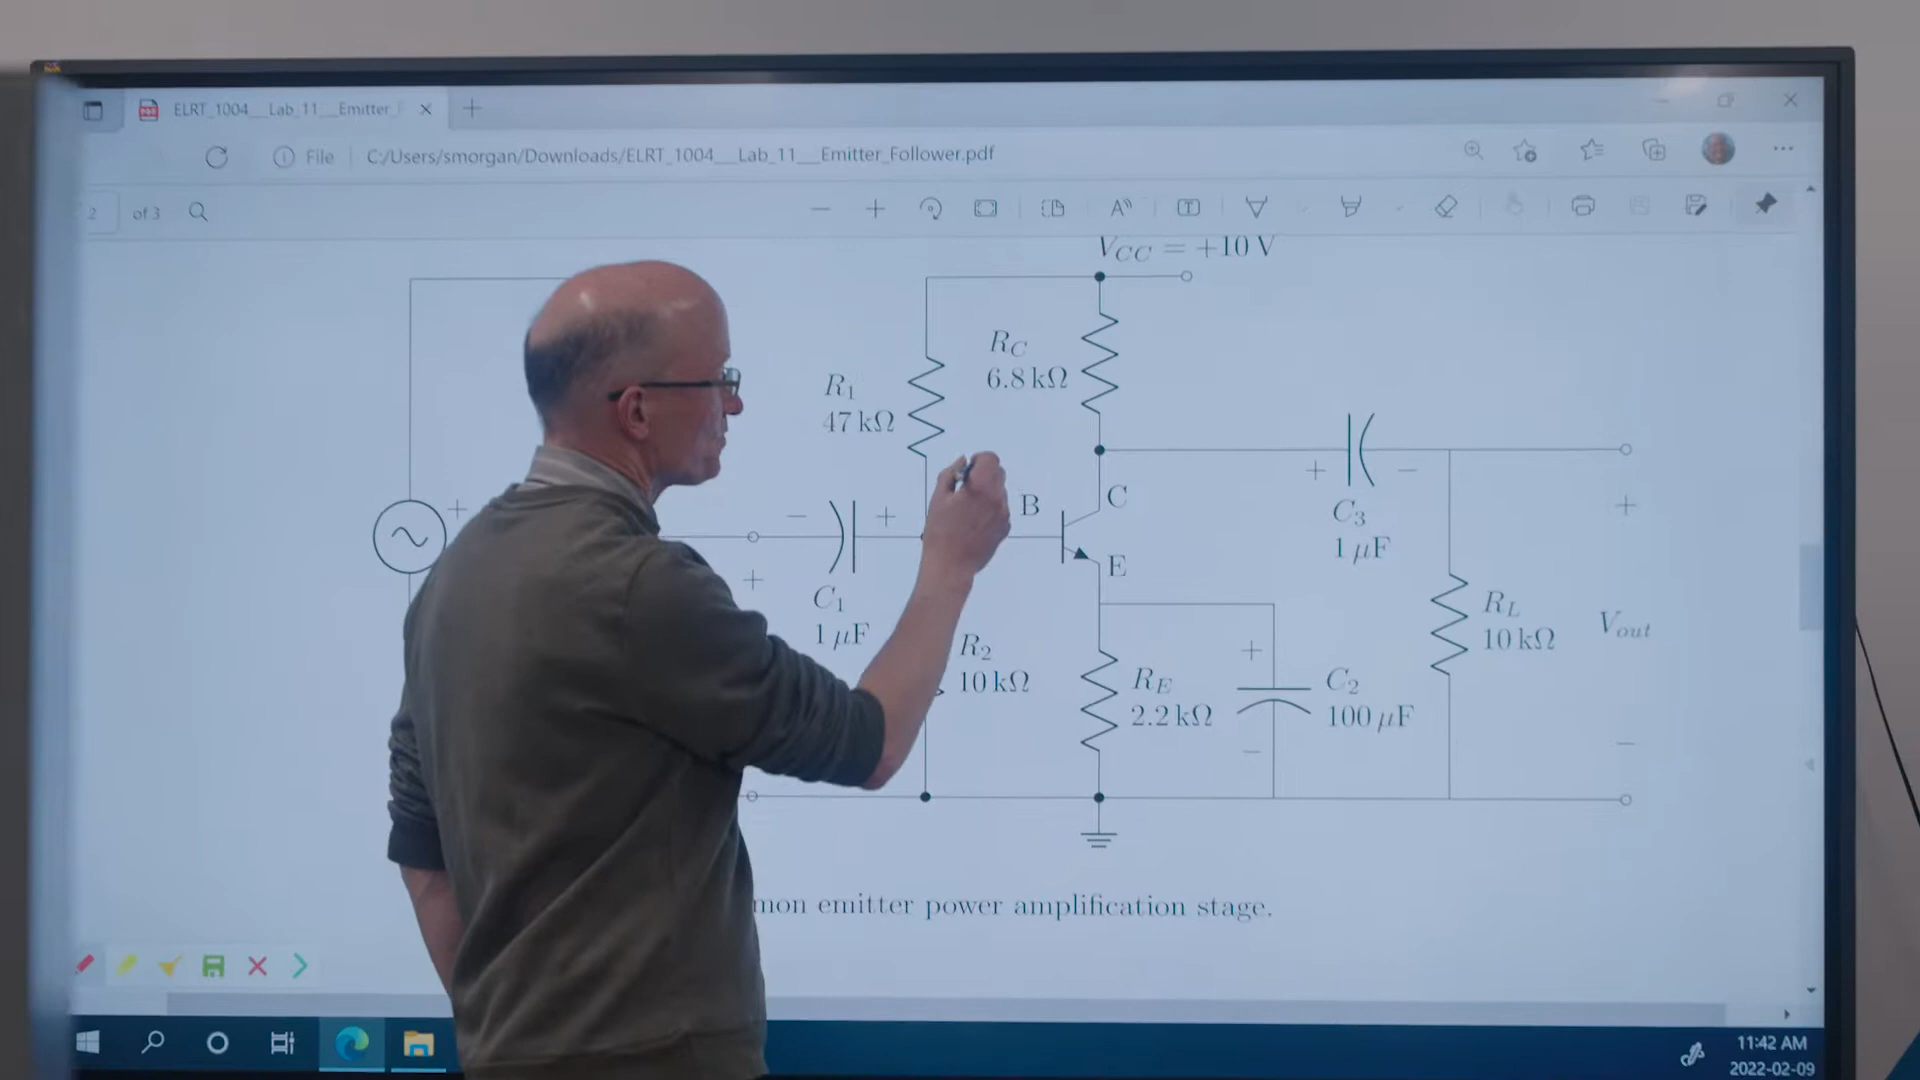 ELRT_1004__Lab_11__Emitter_
File
C:/Users/smorgan/Downloads/ELRT_1004__Lab_11__Emitter_Follower.pdf
2 of 3
VCC = +10 V
RC
6.8 kΩ
R1
47 kΩ
B
C
E
+
−
+
+
C1
1 µF
R2
10 kΩ
RE
2.2 kΩ
+
−
C2
100 µF
+
−
C3
1 µF
RL
10 kΩ
+
Vout
−
mon emitter power amplification stage.
11:42 AM
2022-02-09